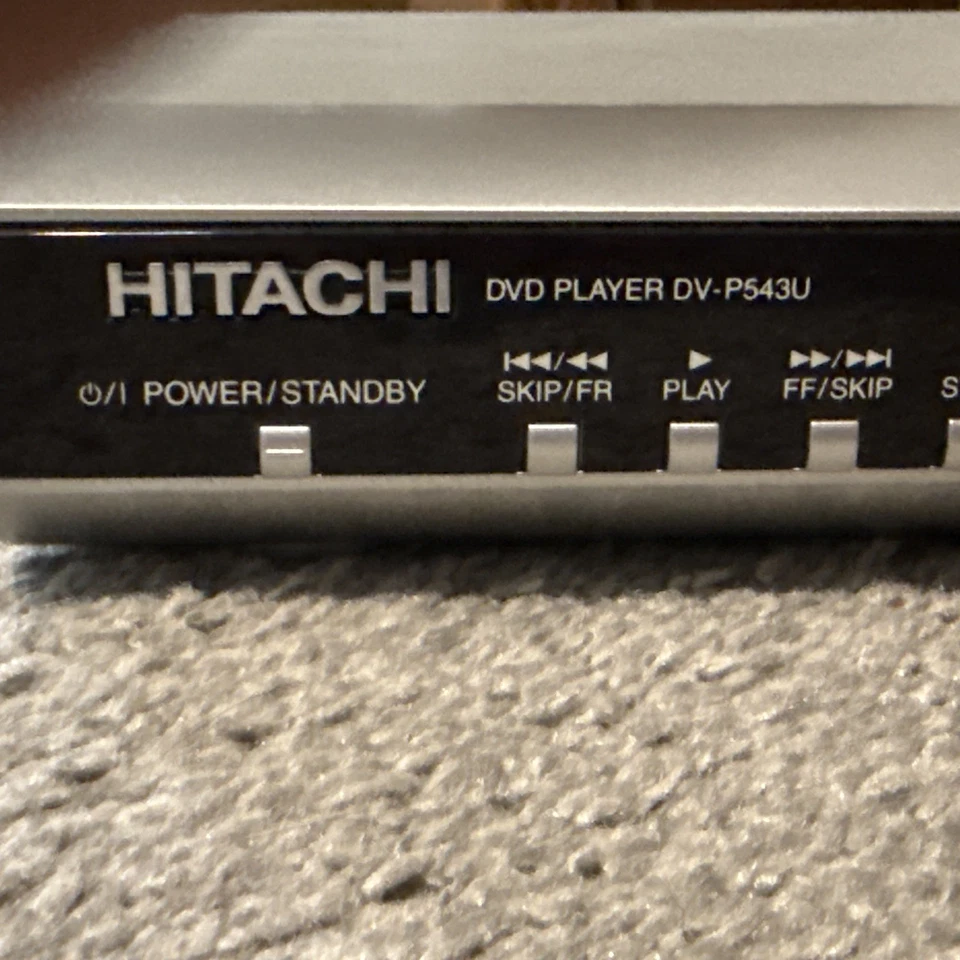 HITACHI DVD PLAYER DV-P543U
⏻/I POWER/STANDBY
SKIP/FR
PLAY
FF/SKIP
S